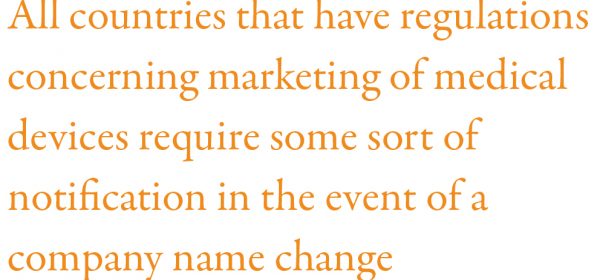 All countries that have regulations
concerning marketing of medical
devices require some sort of
notification in the event of a
company name change